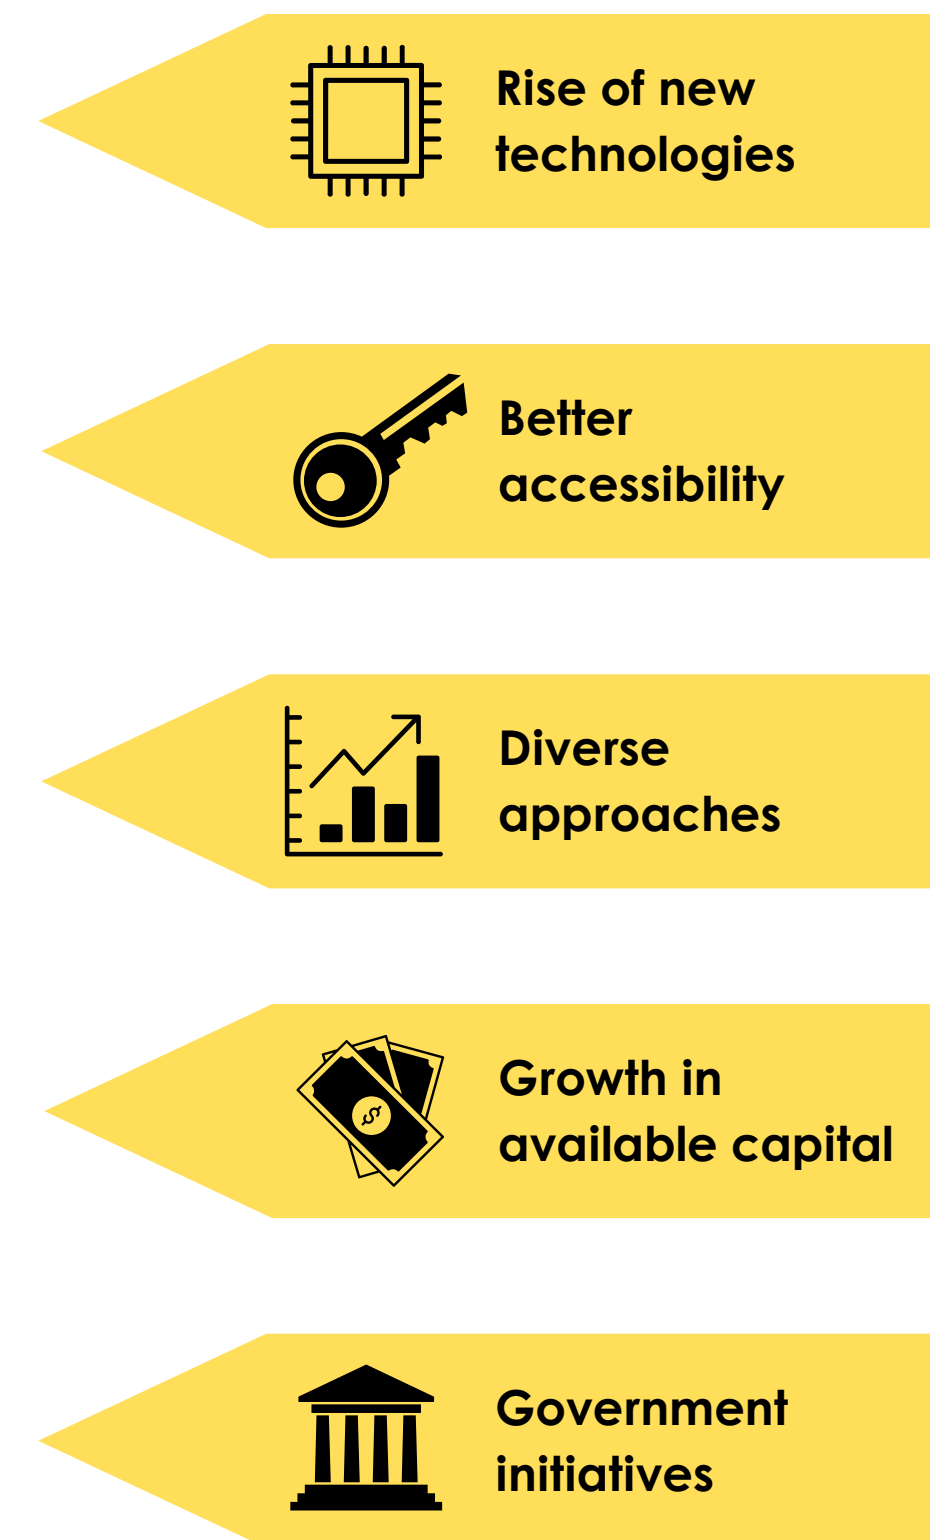 Rise of new
technologies
Better
accessibility
Diverse
approaches
Growth in
available capital
Government
initiatives